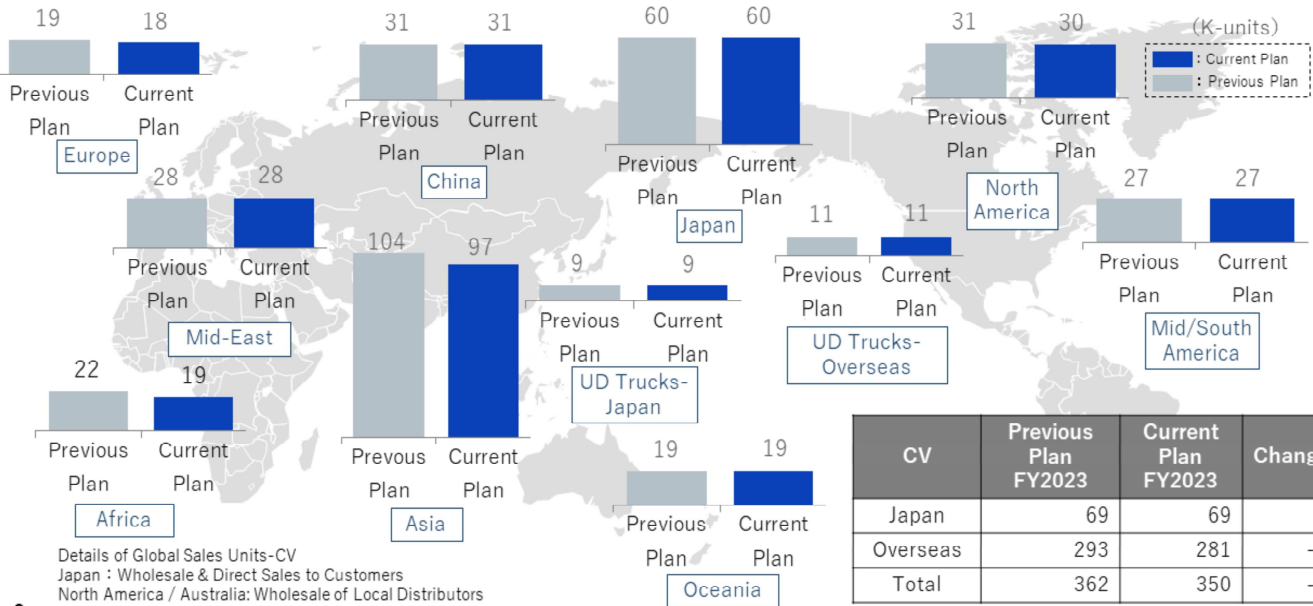 19 18
Previous Plan Current Plan
Europe
31 31
Previous Plan Current Plan
China
60 60
Previous Plan Current Plan
Japan
31 30
Previous Plan Current Plan
North America
(K-units)
: Current Plan
: Previous Plan
28 28
Previous Plan Current Plan
Mid-East
104 97
Prevous Plan Current Plan
Asia
9 9
Previous Plan Current Plan
UD Trucks-Japan
11 11
Previous Plan Current Plan
UD Trucks-Overseas
27 27
Previous Plan Current Plan
Mid/South America
22 19
Previous Plan Current Plan
Africa
19 19
Previous Plan Current Plan
Oceania
CV Previous Plan FY2023 Current Plan FY2023 Chang
Japan 69 69
Overseas 293 281 -
Total 362 350 -
Details of Global Sales Units-CV
Japan : Wholesale & Direct Sales to Customers
North America / Australia: Wholesale of Local Distributors